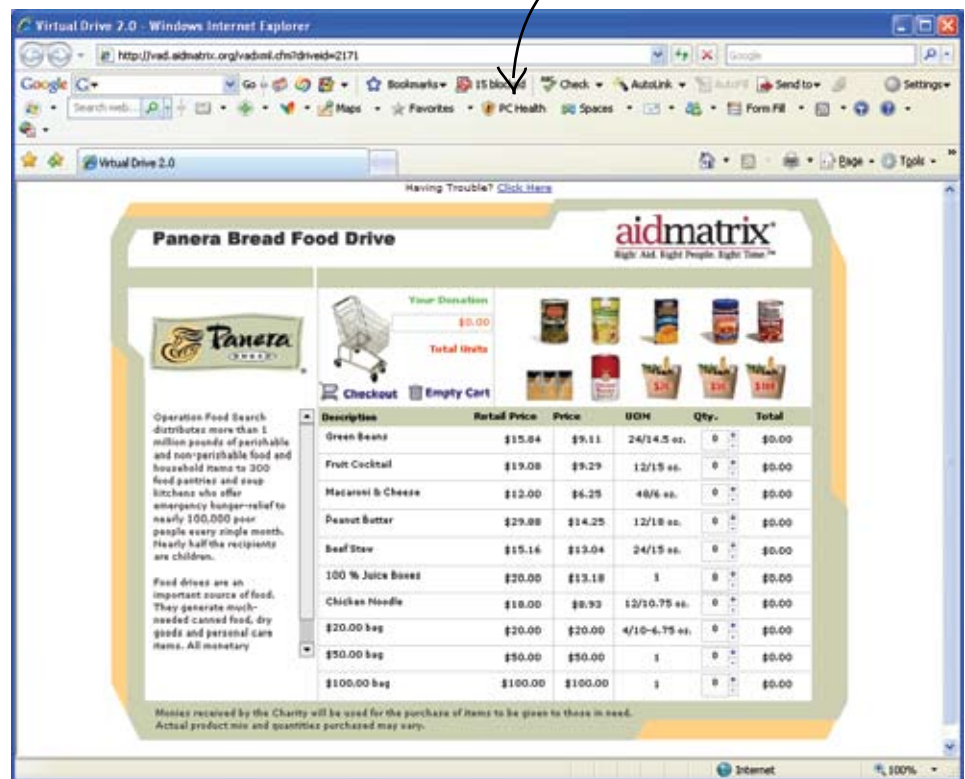 Virtual Drive 2.0 - Windows Internet Explorer
http://vad.aidmatrix.org/vadxml.cfm?driveid=2171
Google
Google G Go Bookmarks 15 blocked Check AutoLink AutoFill Send to Settings
Search web... Maps Favorites PC Health Spaces Form Fill
Virtual Drive 2.0 Page Tools
Having Trouble? Click Here
Panera Bread Food Drive
aidmatrix
Right Aid. Right People. Right Time.™
Panera
BREAD
Your Donation
$0.00
Total Units
Checkout Empty Cart
Operation Food Search
distributes more than 1
million pounds of perishable
and non-perishable food and
household items to 300
food pantries and soup
kitchens who offer
emergency hunger-relief to
nearly 100,000 poor
people every single month.
Nearly half the recipients
are children.
Food drives are an
important source of food.
They generate much-
needed canned food, dry
goods and personal care
items. All monetary
Description Retail Price Price UOM Qty. Total
Green Beans $15.84 $9.11 24/14.5 oz. 0 $0.00
Fruit Cocktail $19.08 $9.29 12/15 oz. 0 $0.00
Macaroni & Cheese $12.00 $6.25 48/6 oz. 0 $0.00
Peanut Butter $29.88 $14.25 12/18 oz. 0 $0.00
Beef Stew $15.16 $13.04 24/15 oz. 0 $0.00
100 % Juice Boxes $20.00 $13.18 1 0 $0.00
Chicken Noodle $18.00 $8.93 12/10.75 oz. 0 $0.00
$20.00 bag $20.00 $20.00 4/10-6.75 oz. 0 $0.00
$50.00 bag $50.00 $50.00 1 0 $0.00
$100.00 bag $100.00 $100.00 1 0 $0.00
Monies received by the Charity will be used for the purchase of items to be given to those in need.
Actual product mix and quantities purchased may vary.
Internet 100%